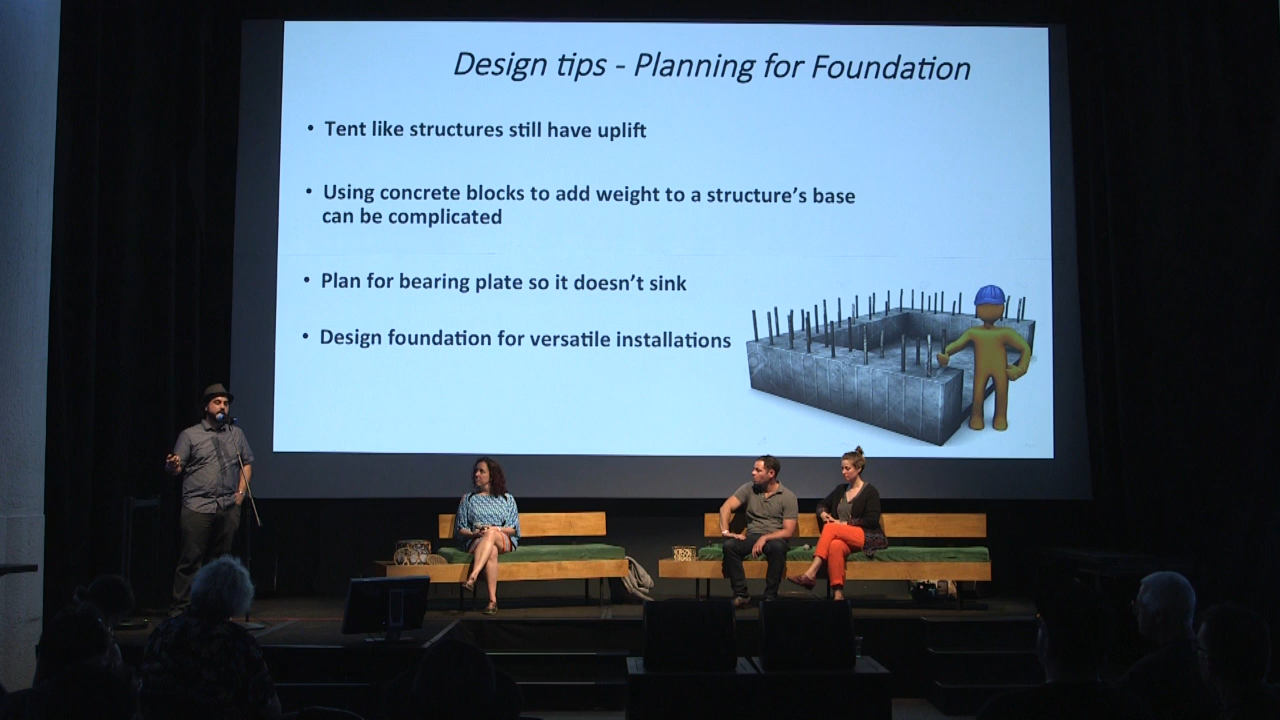 Design tips - Planning for Foundation
• Tent like structures still have uplift
• Using concrete blocks to add weight to a structure’s base
can be complicated
• Plan for bearing plate so it doesn’t sink
• Design foundation for versatile installations